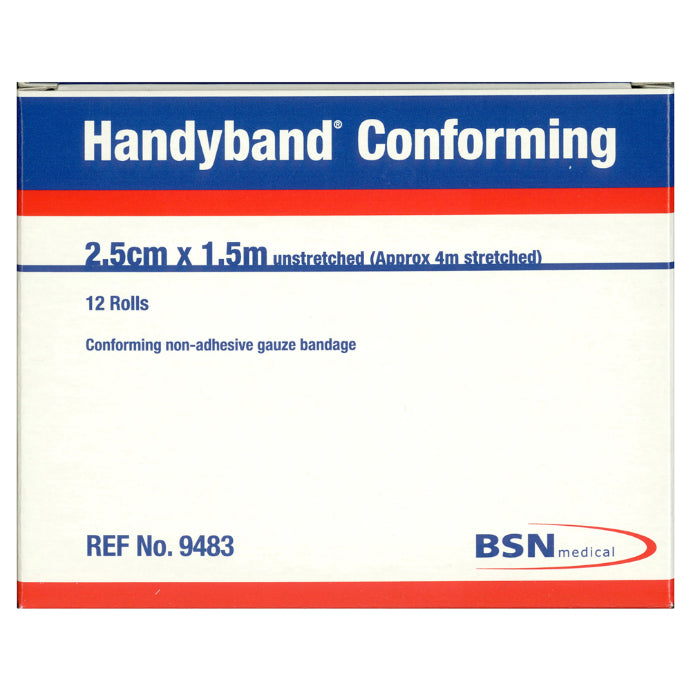 Handyband® Conforming
2.5cm x 1.5m unstretched (Approx 4m stretched)
12 Rolls
Conforming non-adhesive gauze bandage
REF No. 9483
BSN medical